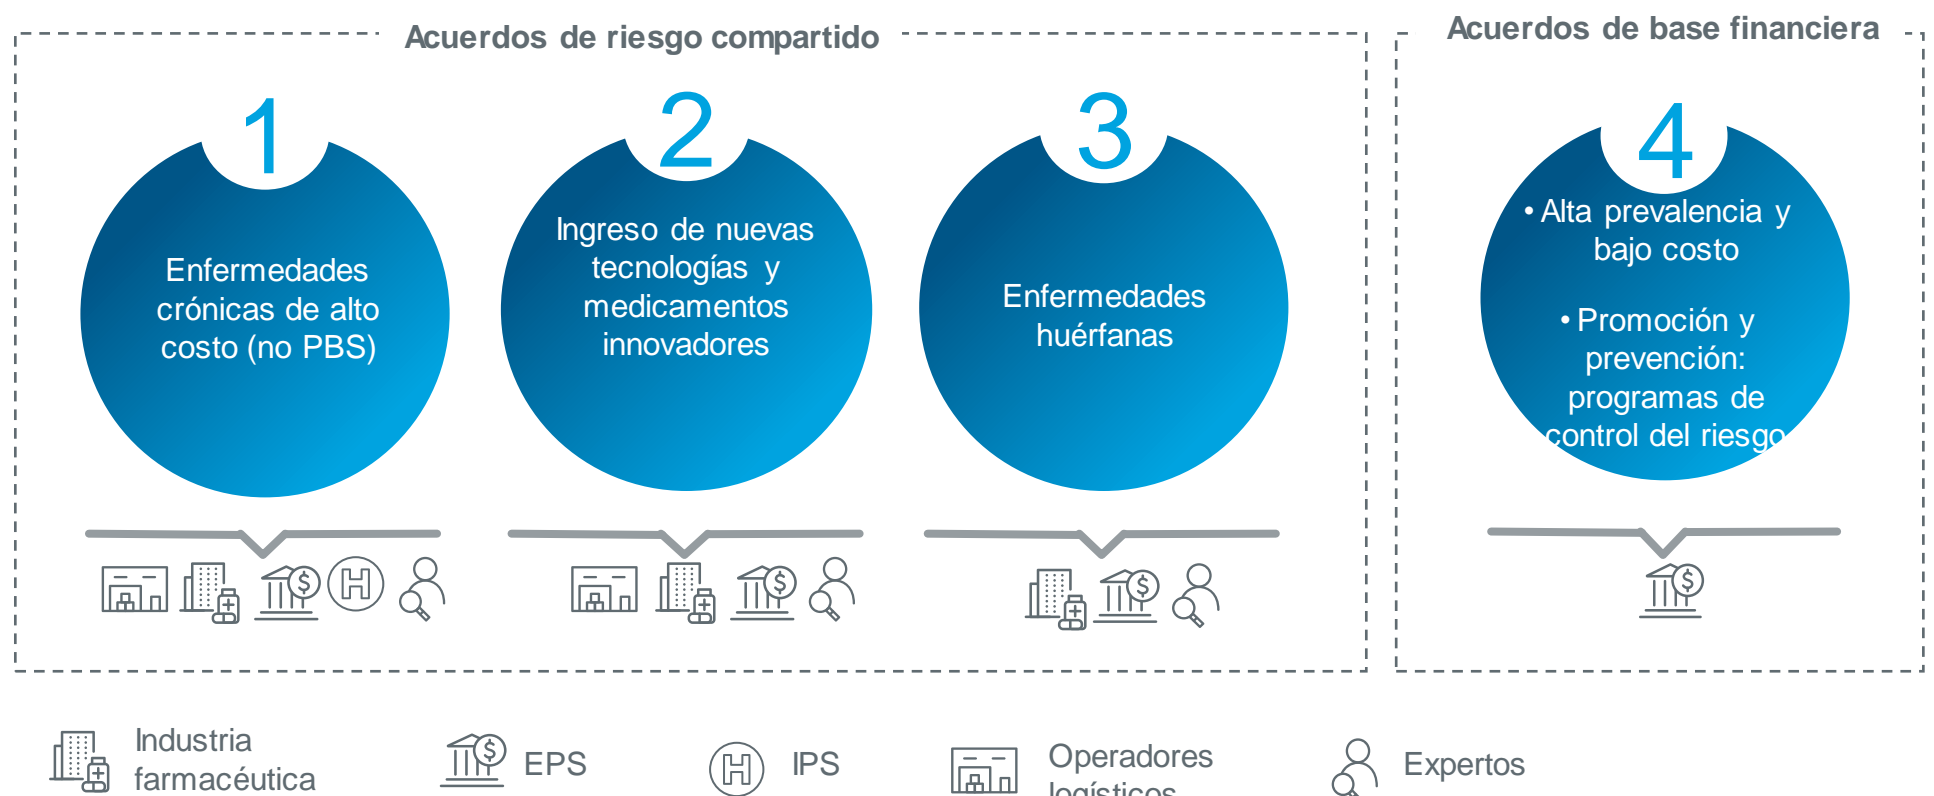 Acuerdos de riesgo compartido
Acuerdos de base financiera
1
Enfermedades
crónicas de alto
costo (no PBS)
2
Ingreso de nuevas
tecnologías y
medicamentos
innovadores
3
Enfermedades
huérfanas
4
• Alta prevalencia y
bajo costo
• Promoción y
prevención:
programas de
control del riesgo
Industria
farmacéutica
EPS
IPS
Operadores
logísticos
Expertos